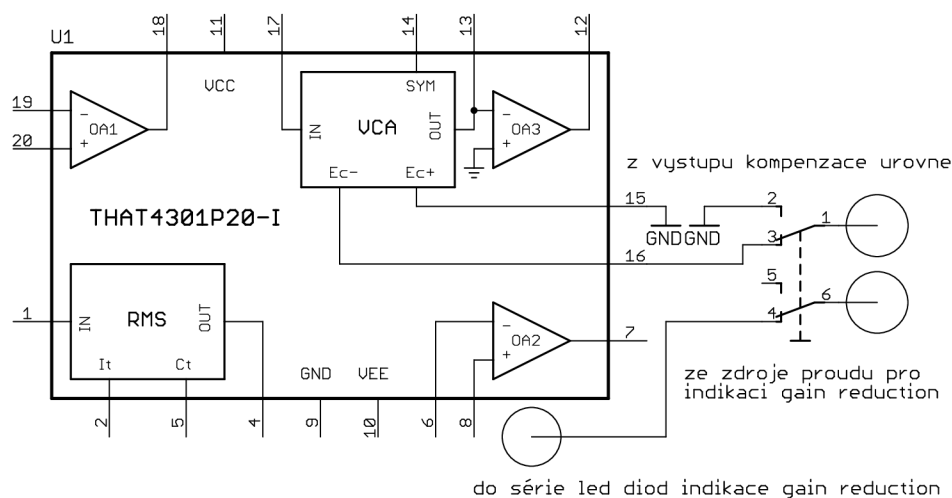 18 11 17 14 13 12
U1
VCC
SYM
19
OA1
IN VCA OUT
OA3
20
Ec- Ec+
z vystupu kompenzace urovne
THAT4301P20-I
15
GND GND
2
3
1
16
5
4
6
1
IN RMS OUT
It Ct
OA2
7
GND VEE
ze zdroje proudu pro
indikaci gain reduction
2 5 4 9 10 6 8
do série led diod indikace gain reduction